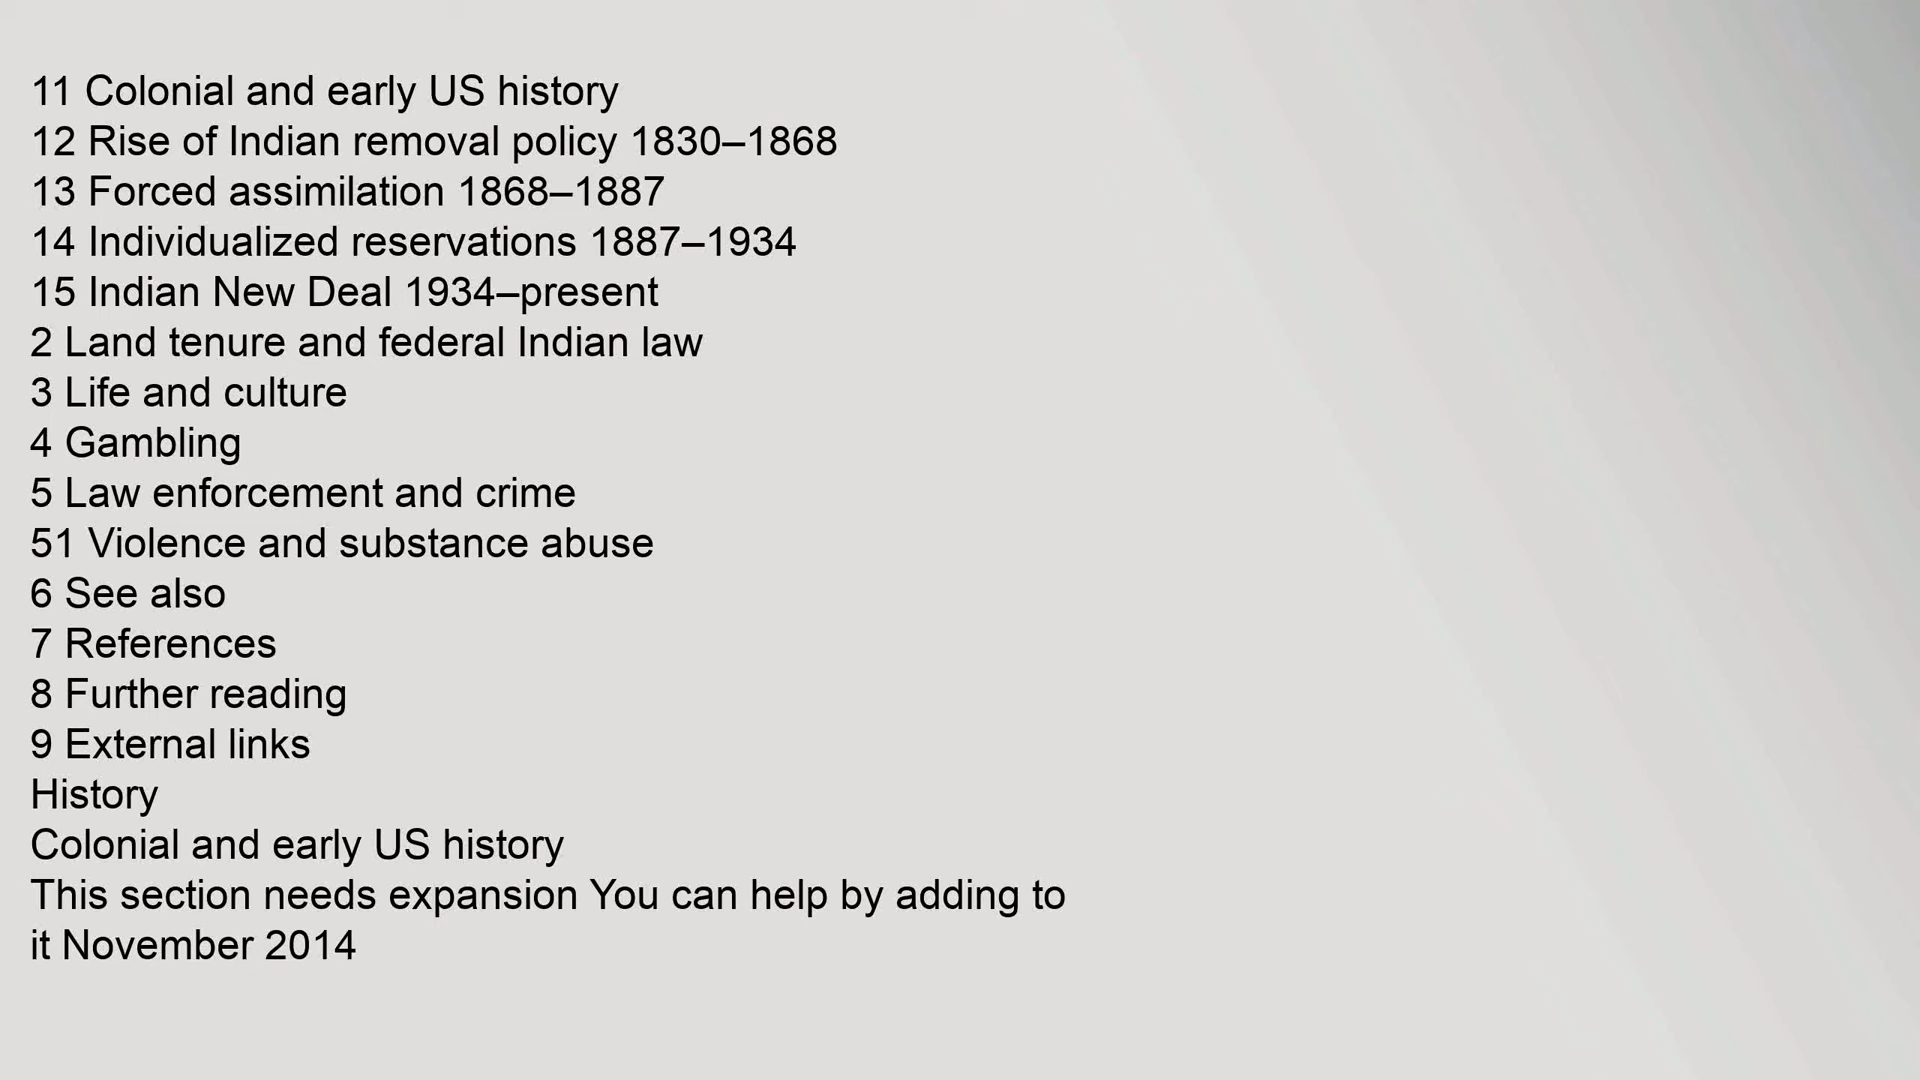 11 Colonial and early US history
12 Rise of Indian removal policy 1830–1868
13 Forced assimilation 1868–1887
14 Individualized reservations 1887–1934
15 Indian New Deal 1934–present
2 Land tenure and federal Indian law
3 Life and culture
4 Gambling
5 Law enforcement and crime
51 Violence and substance abuse
6 See also
7 References
8 Further reading
9 External links
History
Colonial and early US history
This section needs expansion You can help by adding to
it November 2014